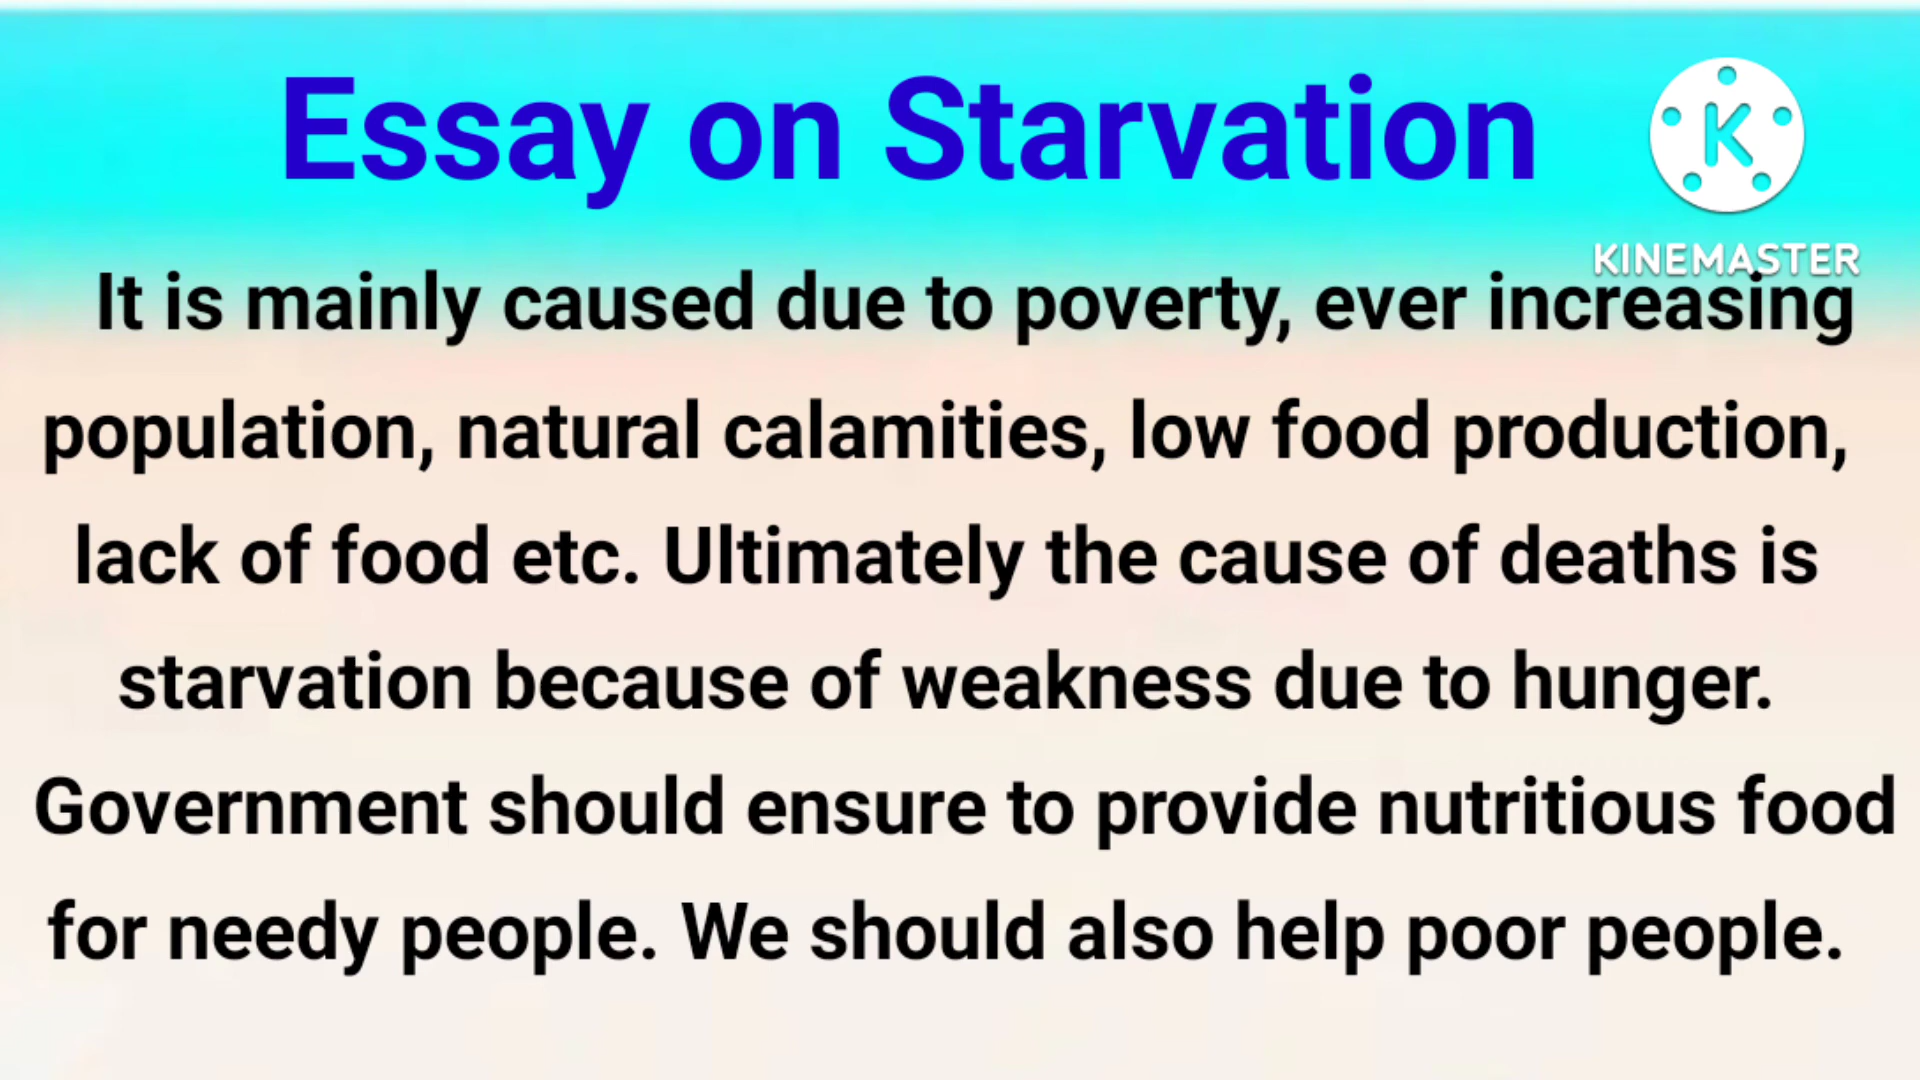 Essay on Starvation
K
KINEMASTER
It is mainly caused due to poverty, ever increasing
population, natural calamities, low food production,
lack of food etc. Ultimately the cause of deaths is
starvation because of weakness due to hunger.
Government should ensure to provide nutritious food
for needy people. We should also help poor people.